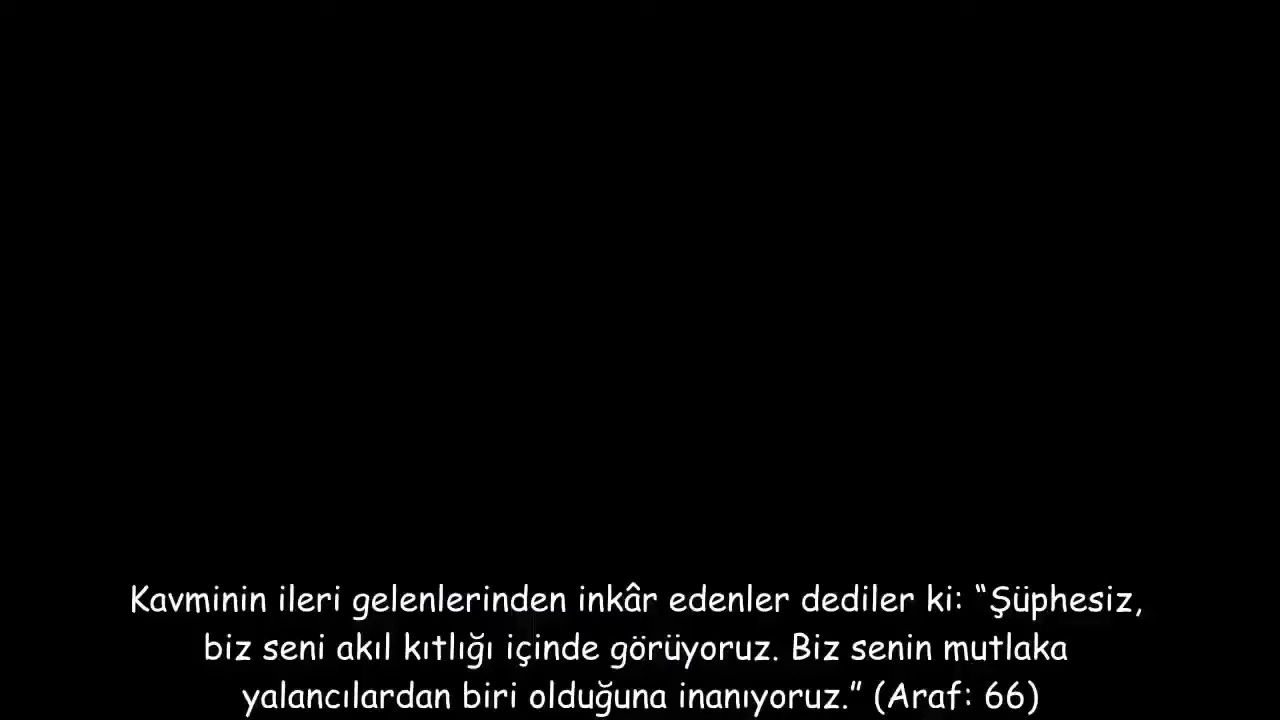 Kavminin ileri gelenlerinden inkâr edenler dediler ki: “Şüphesiz,
biz seni akıl kıtlığı içinde görüyoruz. Biz senin mutlaka
yalancılardan biri olduğuna inanıyoruz.” (Araf: 66)